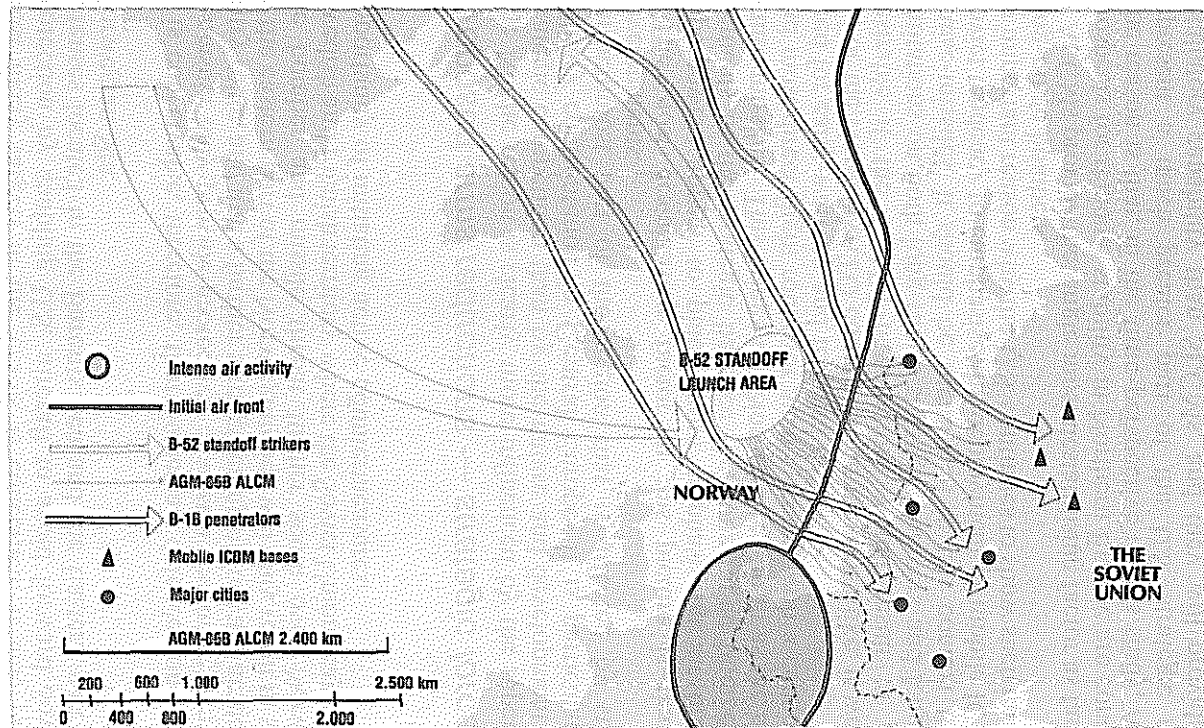 B-52 STANDOFF
LAUNCH AREA
NORWAY
THE
SOVIET
UNION
Intense air activity
Initial air front
B-52 standoff strikers
AGM-86B ALCM
B-1B penetrators
Mobile ICBM bases
Major cities
AGM-86B ALCM 2.400 km
200 600 1.000 2.500 km
0 400 800 2.000